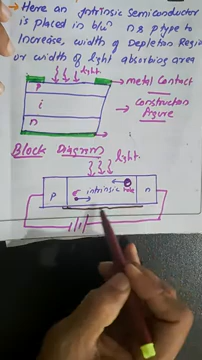 → Here an Intrinsic Semiconductor
is placed in b/w n & p type to
Increase, width of Depletion Regio
or width of light absorbing area
light.
P
metal Contact
i
→ Construction
figure
n
Block Diagram
light.
p intrinsic n